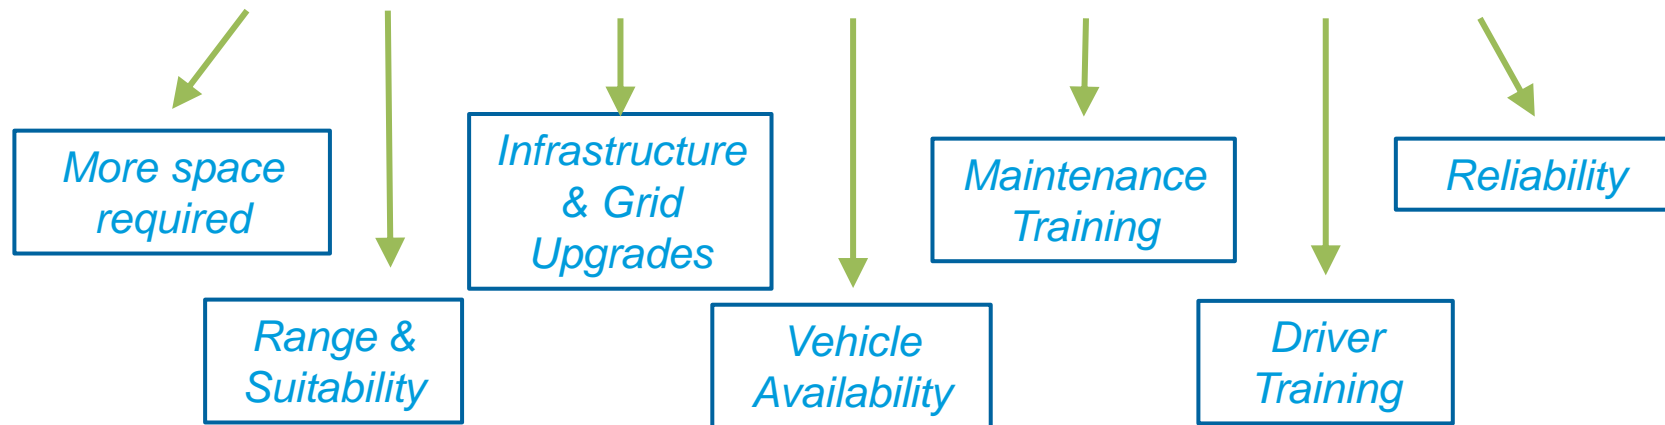 More space
required
Range &
Suitability
Infrastructure
& Grid
Upgrades
Vehicle
Availability
Maintenance
Training
Driver
Training
Reliability